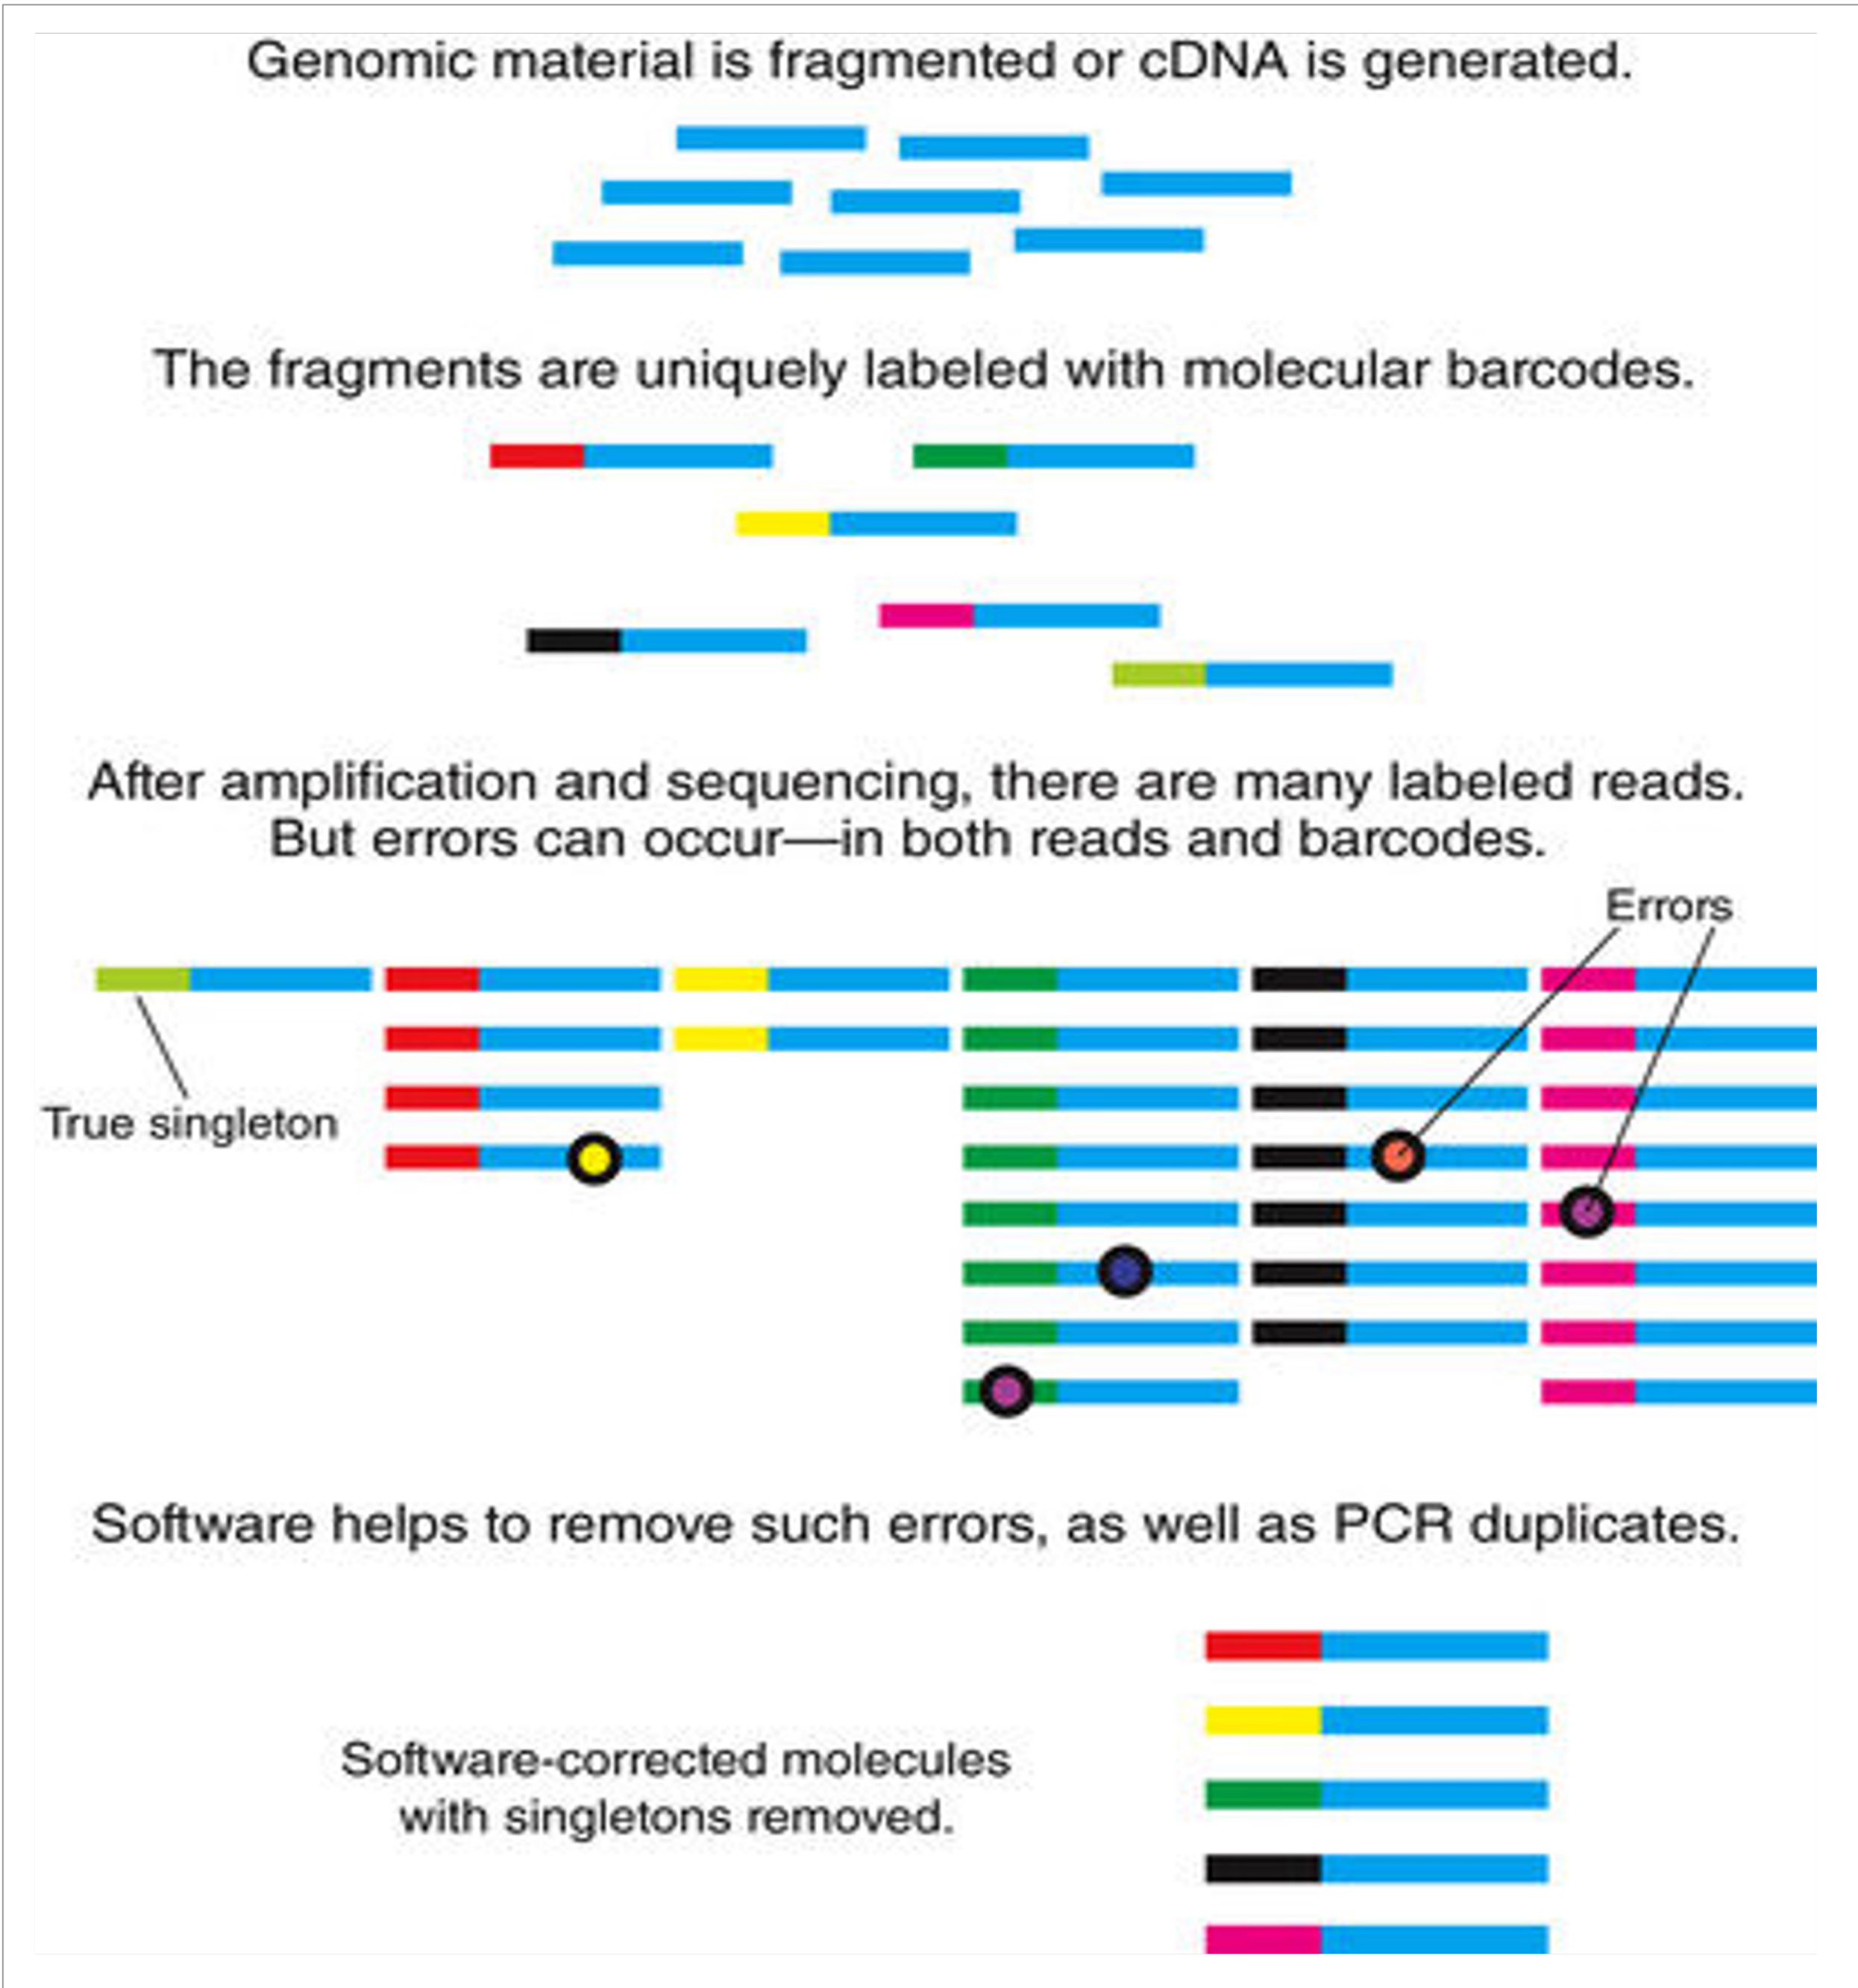 Genomic material is fragmented or cDNA is generated.
The fragments are uniquely labeled with molecular barcodes.
After amplification and sequencing, there are many labeled reads.
But errors can occur—in both reads and barcodes.
Errors
True singleton
Software helps to remove such errors, as well as PCR duplicates.
Software-corrected molecules
with singletons removed.